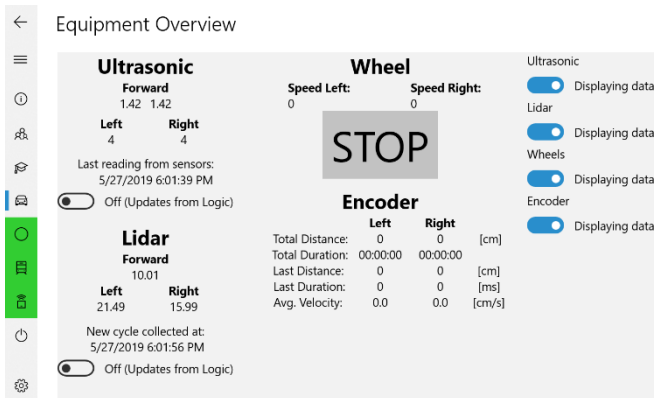 Equipment Overview
Ultrasonic
Forward
1.42 1.42
Left Right
4 4
Last reading from sensors:
5/27/2019 6:01:39 PM
Off (Updates from Logic)
Lidar
Forward
10.01
Left Right
21.49 15.99
New cycle collected at:
5/27/2019 6:01:56 PM
Off (Updates from Logic)
Wheel
Speed Left: Speed Right:
0 0
STOP
Encoder
Left Right
Total Distance: 0 0 [cm]
Total Duration: 00:00:00 00:00:00
Last Distance: 0 0 [cm]
Last Duration: 0 0 [ms]
Avg. Velocity: 0.0 0.0 [cm/s]
Ultrasonic
Displaying data
Lidar
Displaying data
Wheels
Displaying data
Encoder
Displaying data